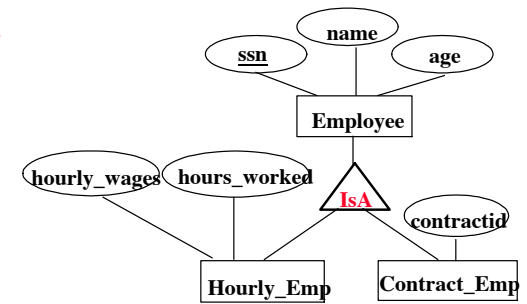 name
ssn
age
Employee
hourly_wages
hours_worked
IsA
contractid
Hourly_Emp
Contract_Emp